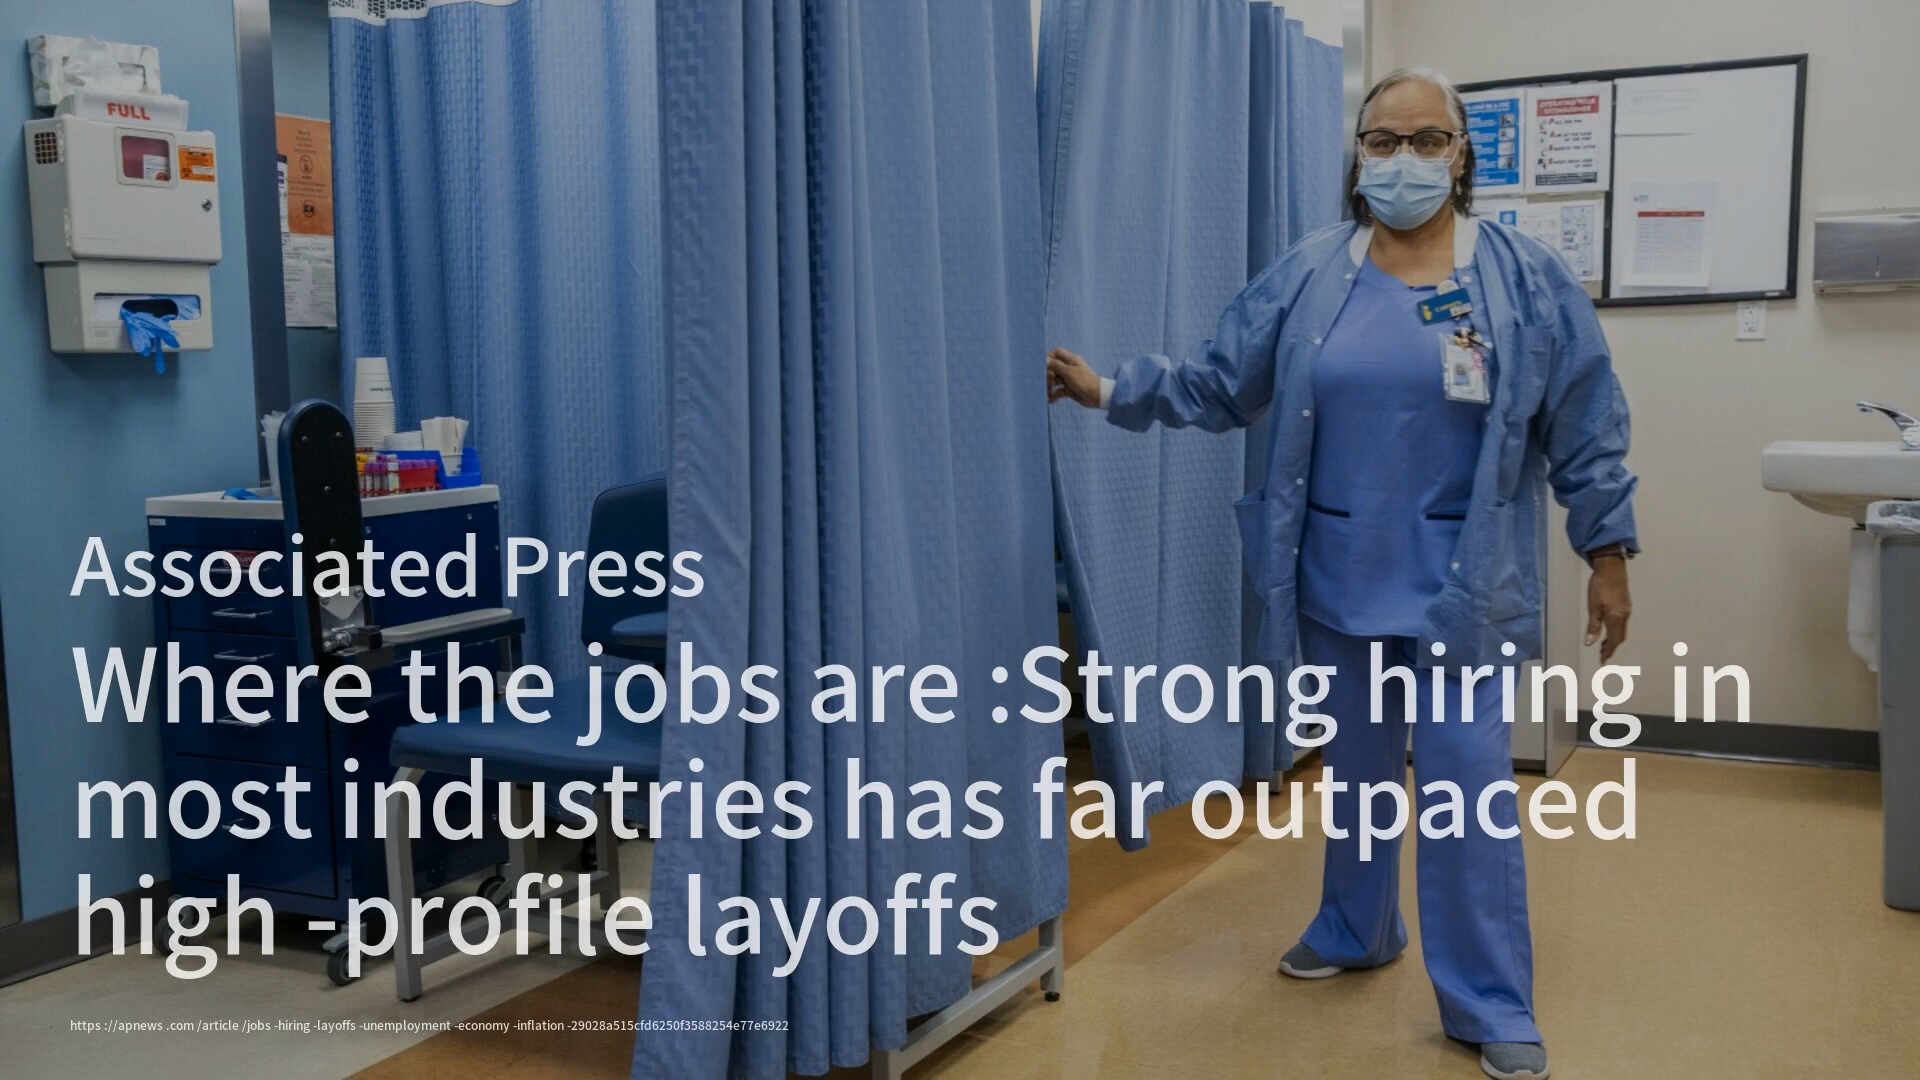 FULL
Associated Press
Where the jobs are :Strong hiring in
most industries has far outpaced
high -profile layoffs
https ://apnews .com /article /jobs -hiring -layoffs -unemployment -economy -inflation -29028a515cfd6250f3588254e77e6922